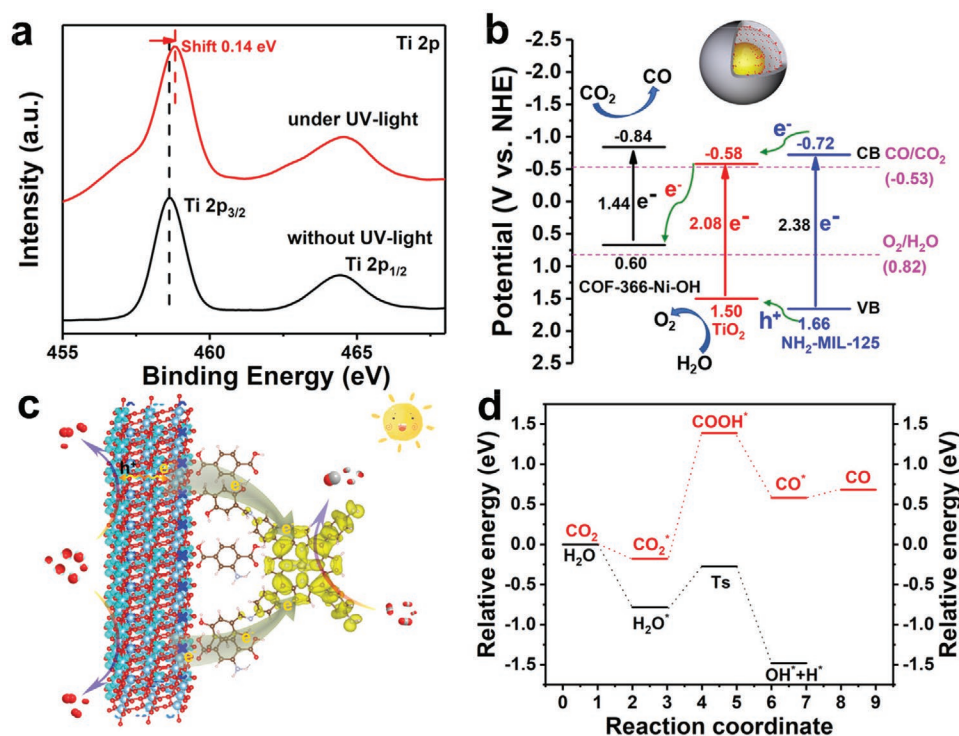 a
Shift 0.14 eV
Ti 2p
under UV-light
Ti 2p3/2
without UV-light
Ti 2p1/2
Intensity (a.u.)
455
460
465
Binding Energy (eV)
b
Potential (V vs. NHE)
-2.5
-2.0
-1.5
-1.0
-0.5
0.0
0.5
1.0
1.5
2.0
2.5
CO2
CO
-0.84
-0.58
e-
-0.72
CB
CO/CO2
(-0.53)
1.44
e-
e-
2.08
e-
2.38
e-
0.60
COF-366-Ni-OH
O2/H2O
(0.82)
1.50
TiO2
h+
1.66
VB
NH2-MIL-125
O2
H2O
c
h+
e
e
e
e
e
e
e
d
Relative energy (eV)
1.5
1.0
0.5
0.0
-0.5
-1.0
-1.5
COOH*
CO2
H2O
CO2*
H2O*
Ts
CO*
CO
OH*+H*
1.5
1.0
0.5
0.0
-0.5
-1.0
-1.5
Relative energy (eV)
0 1 2 3 4 5 6 7 8 9
Reaction coordinate